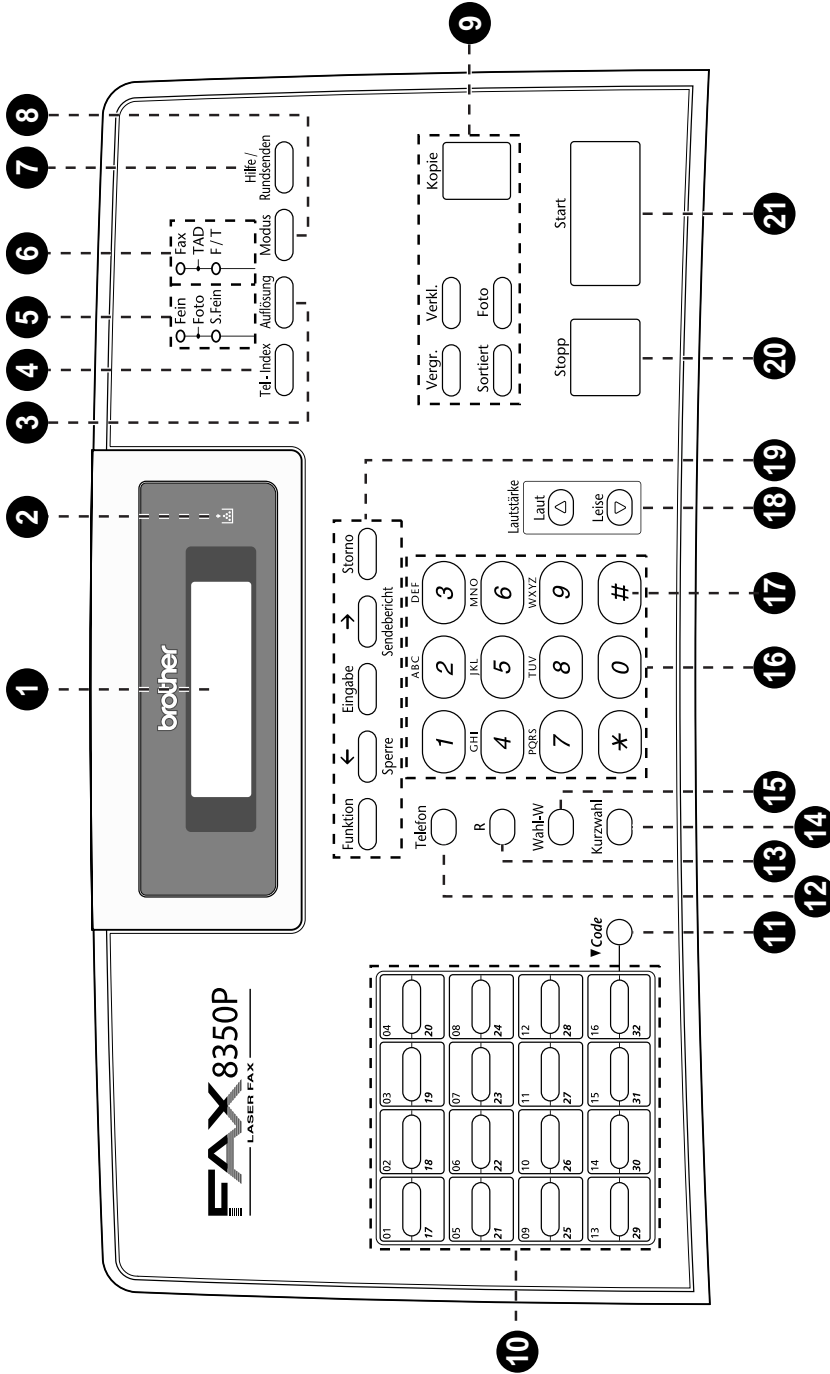 1
2
3
4
5
6
7
8
9
brother
Fein
Foto
S.Fein
Fax
TAD
F / T
Tel-Index
Auflösung
Modus
Hilfe /
Rundsenden
FAX 8350P
LASER FAX
Funktion
←
Sperre
Eingabe
→
Sendebericht
Storno
Vergr.
Verkl.
Kopie
Sortiert
Foto
01 02 03 04
17 18 19 20
05 06 07 08
21 22 23 24
09 10 11 12
25 26 27 28
13 14 15 16
29 30 31 32
▼Code
Telefon
R
Wahl-W
Kurzwahl
ABC DEF
1 2 3
GHI JKL MNO
4 5 6
PQRS TUV WXYZ
7 8 9
* 0 #
Lautstärke
Laut
△
Leise
▽
Stopp
Start
10
11
12
13
14
15
16
17
18
19
20
21